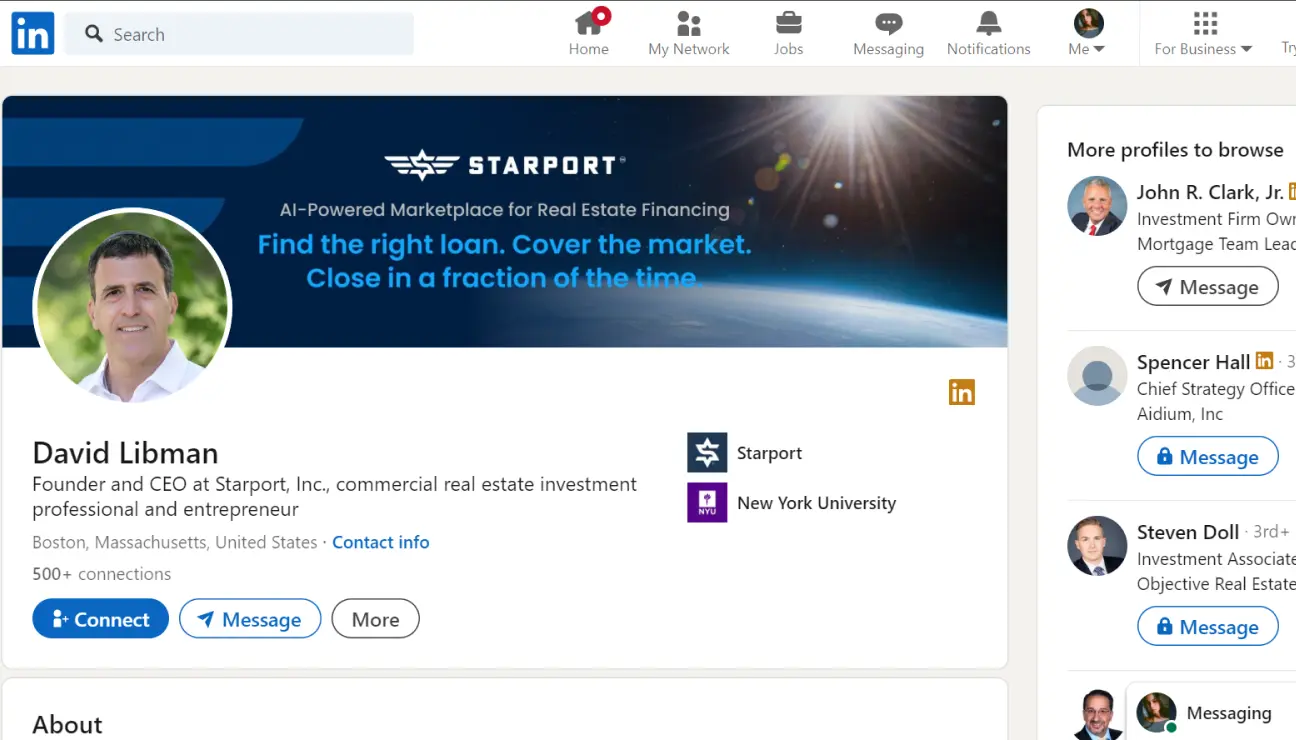 in
Search
Home
My Network
Jobs
Messaging
Notifications
Me
For Business
STARPORT
AI-Powered Marketplace for Real Estate Financing
Find the right loan. Cover the market.
Close in a fraction of the time.
in
David Libman
Founder and CEO at Starport, Inc., commercial real estate investment
professional and entrepreneur
Boston, Massachusetts, United States · Contact info
500+ connections
Connect
Message
More
Starport
NYU
New York University
About
More profiles to browse
John R. Clark, Jr.
Investment Firm Own
Mortgage Team Lead
Message
Spencer Hall in · 3
Chief Strategy Office
Aidium, Inc
Message
Steven Doll · 3rd+
Investment Associate
Objective Real Estate
Message
Messaging